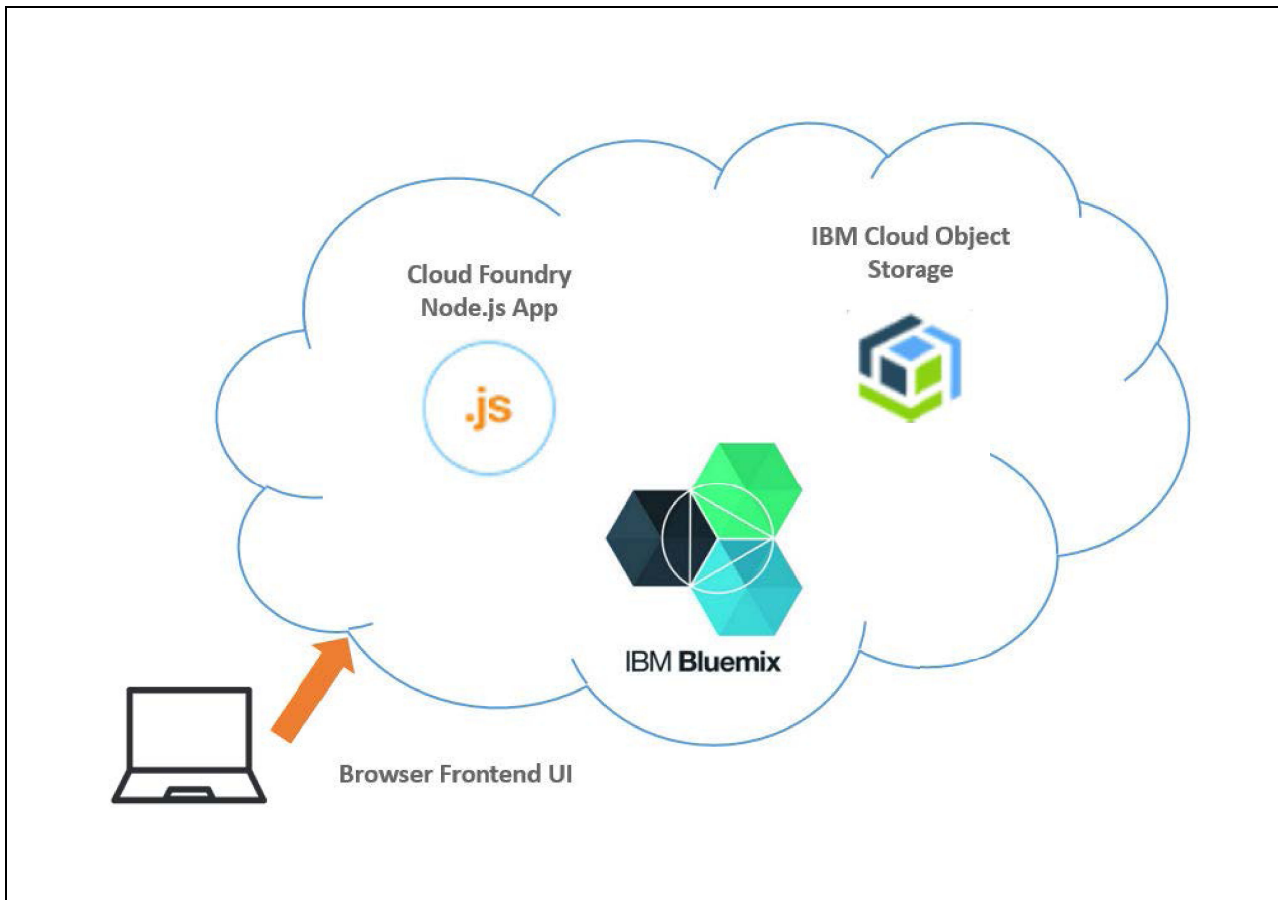 IBM Cloud Object
Storage
Cloud Foundry
Node.js App
.js
IBM Bluemix
Browser Frontend UI